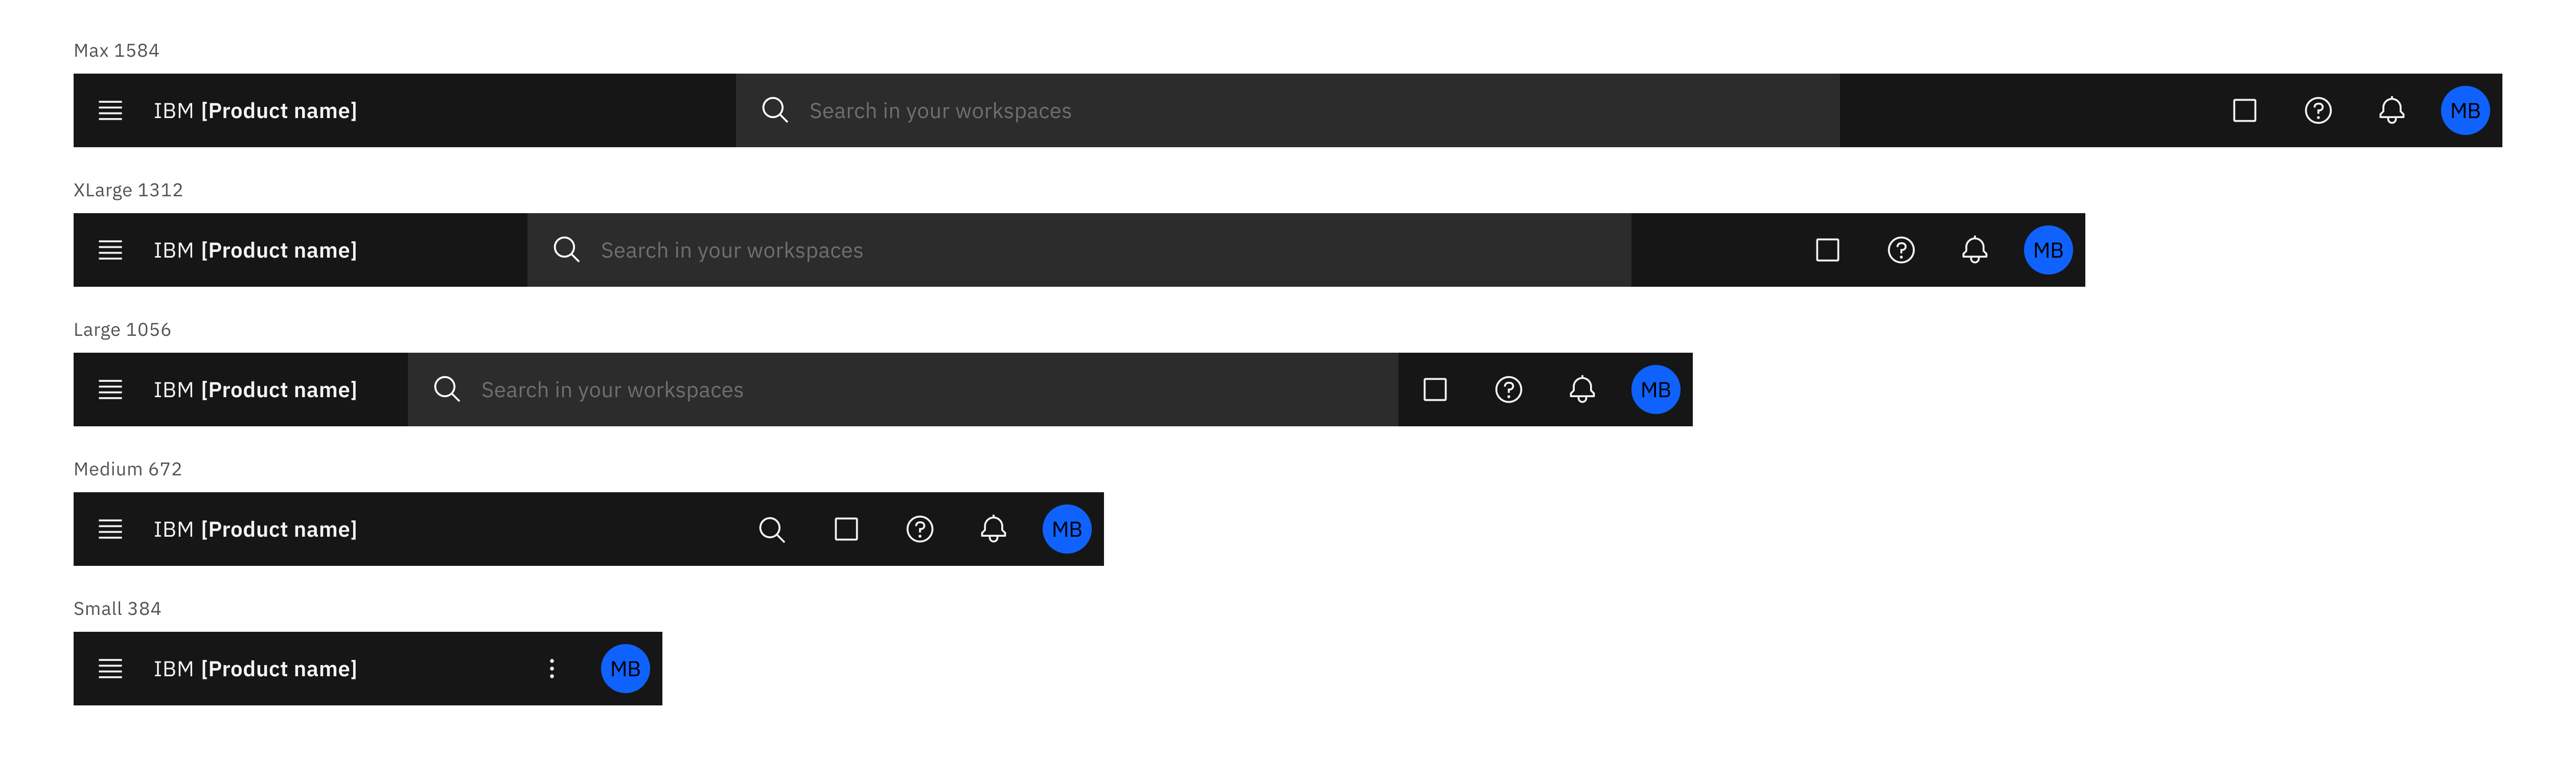 Max 1584
IBM [Product name] Search in your workspaces MB
XLarge 1312
IBM [Product name] Search in your workspaces MB
Large 1056
IBM [Product name] Search in your workspaces MB
Medium 672
IBM [Product name] MB
Small 384
IBM [Product name] MB